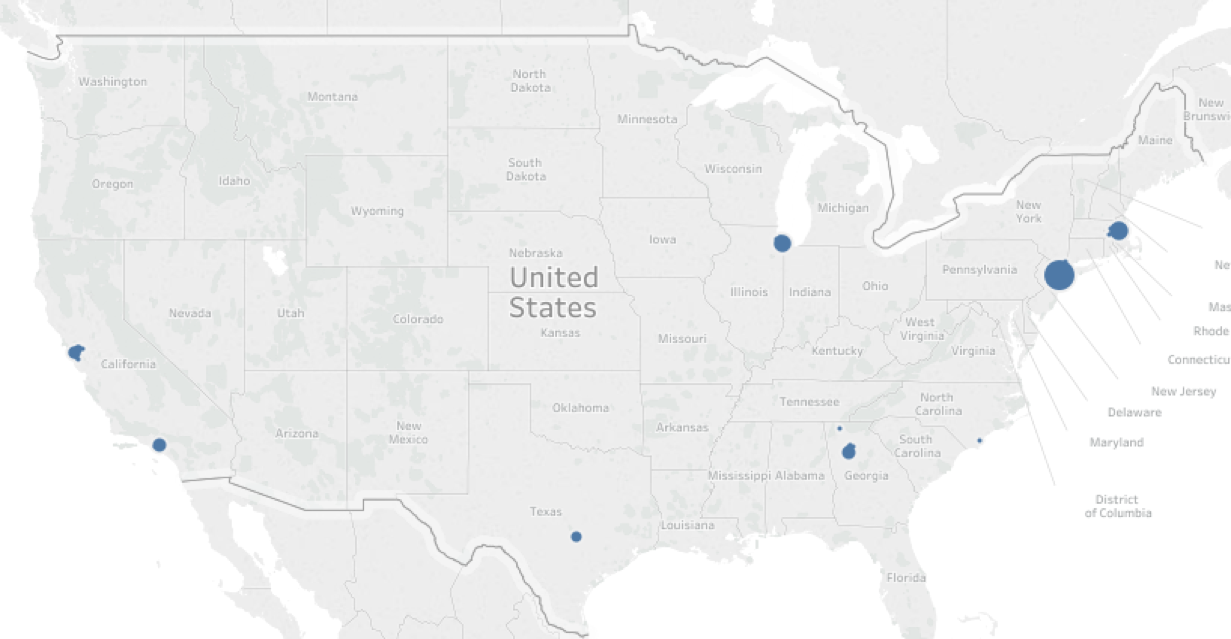 Washington
Montana
North
Dakota
Minnesota
Maine
New
Brunswi
Oregon
Idaho
South
Dakota
Wisconsin
Michigan
New
York
Wyoming
Nebraska
Iowa
Pennsylvania
Illinois
Indiana
Ohio
Ne
Nevada
Utah
Colorado
United
States
Kansas
Missouri
West
Virginia
Virginia
Kentucky
Mas
Rhode
Connecticu
California
New Jersey
Delaware
Maryland
Arizona
New
Mexico
Oklahoma
Arkansas
Tennessee
North
Carolina
South
Carolina
Mississippi
Alabama
Georgia
Texas
Louisiana
District
of Columbia
Florida